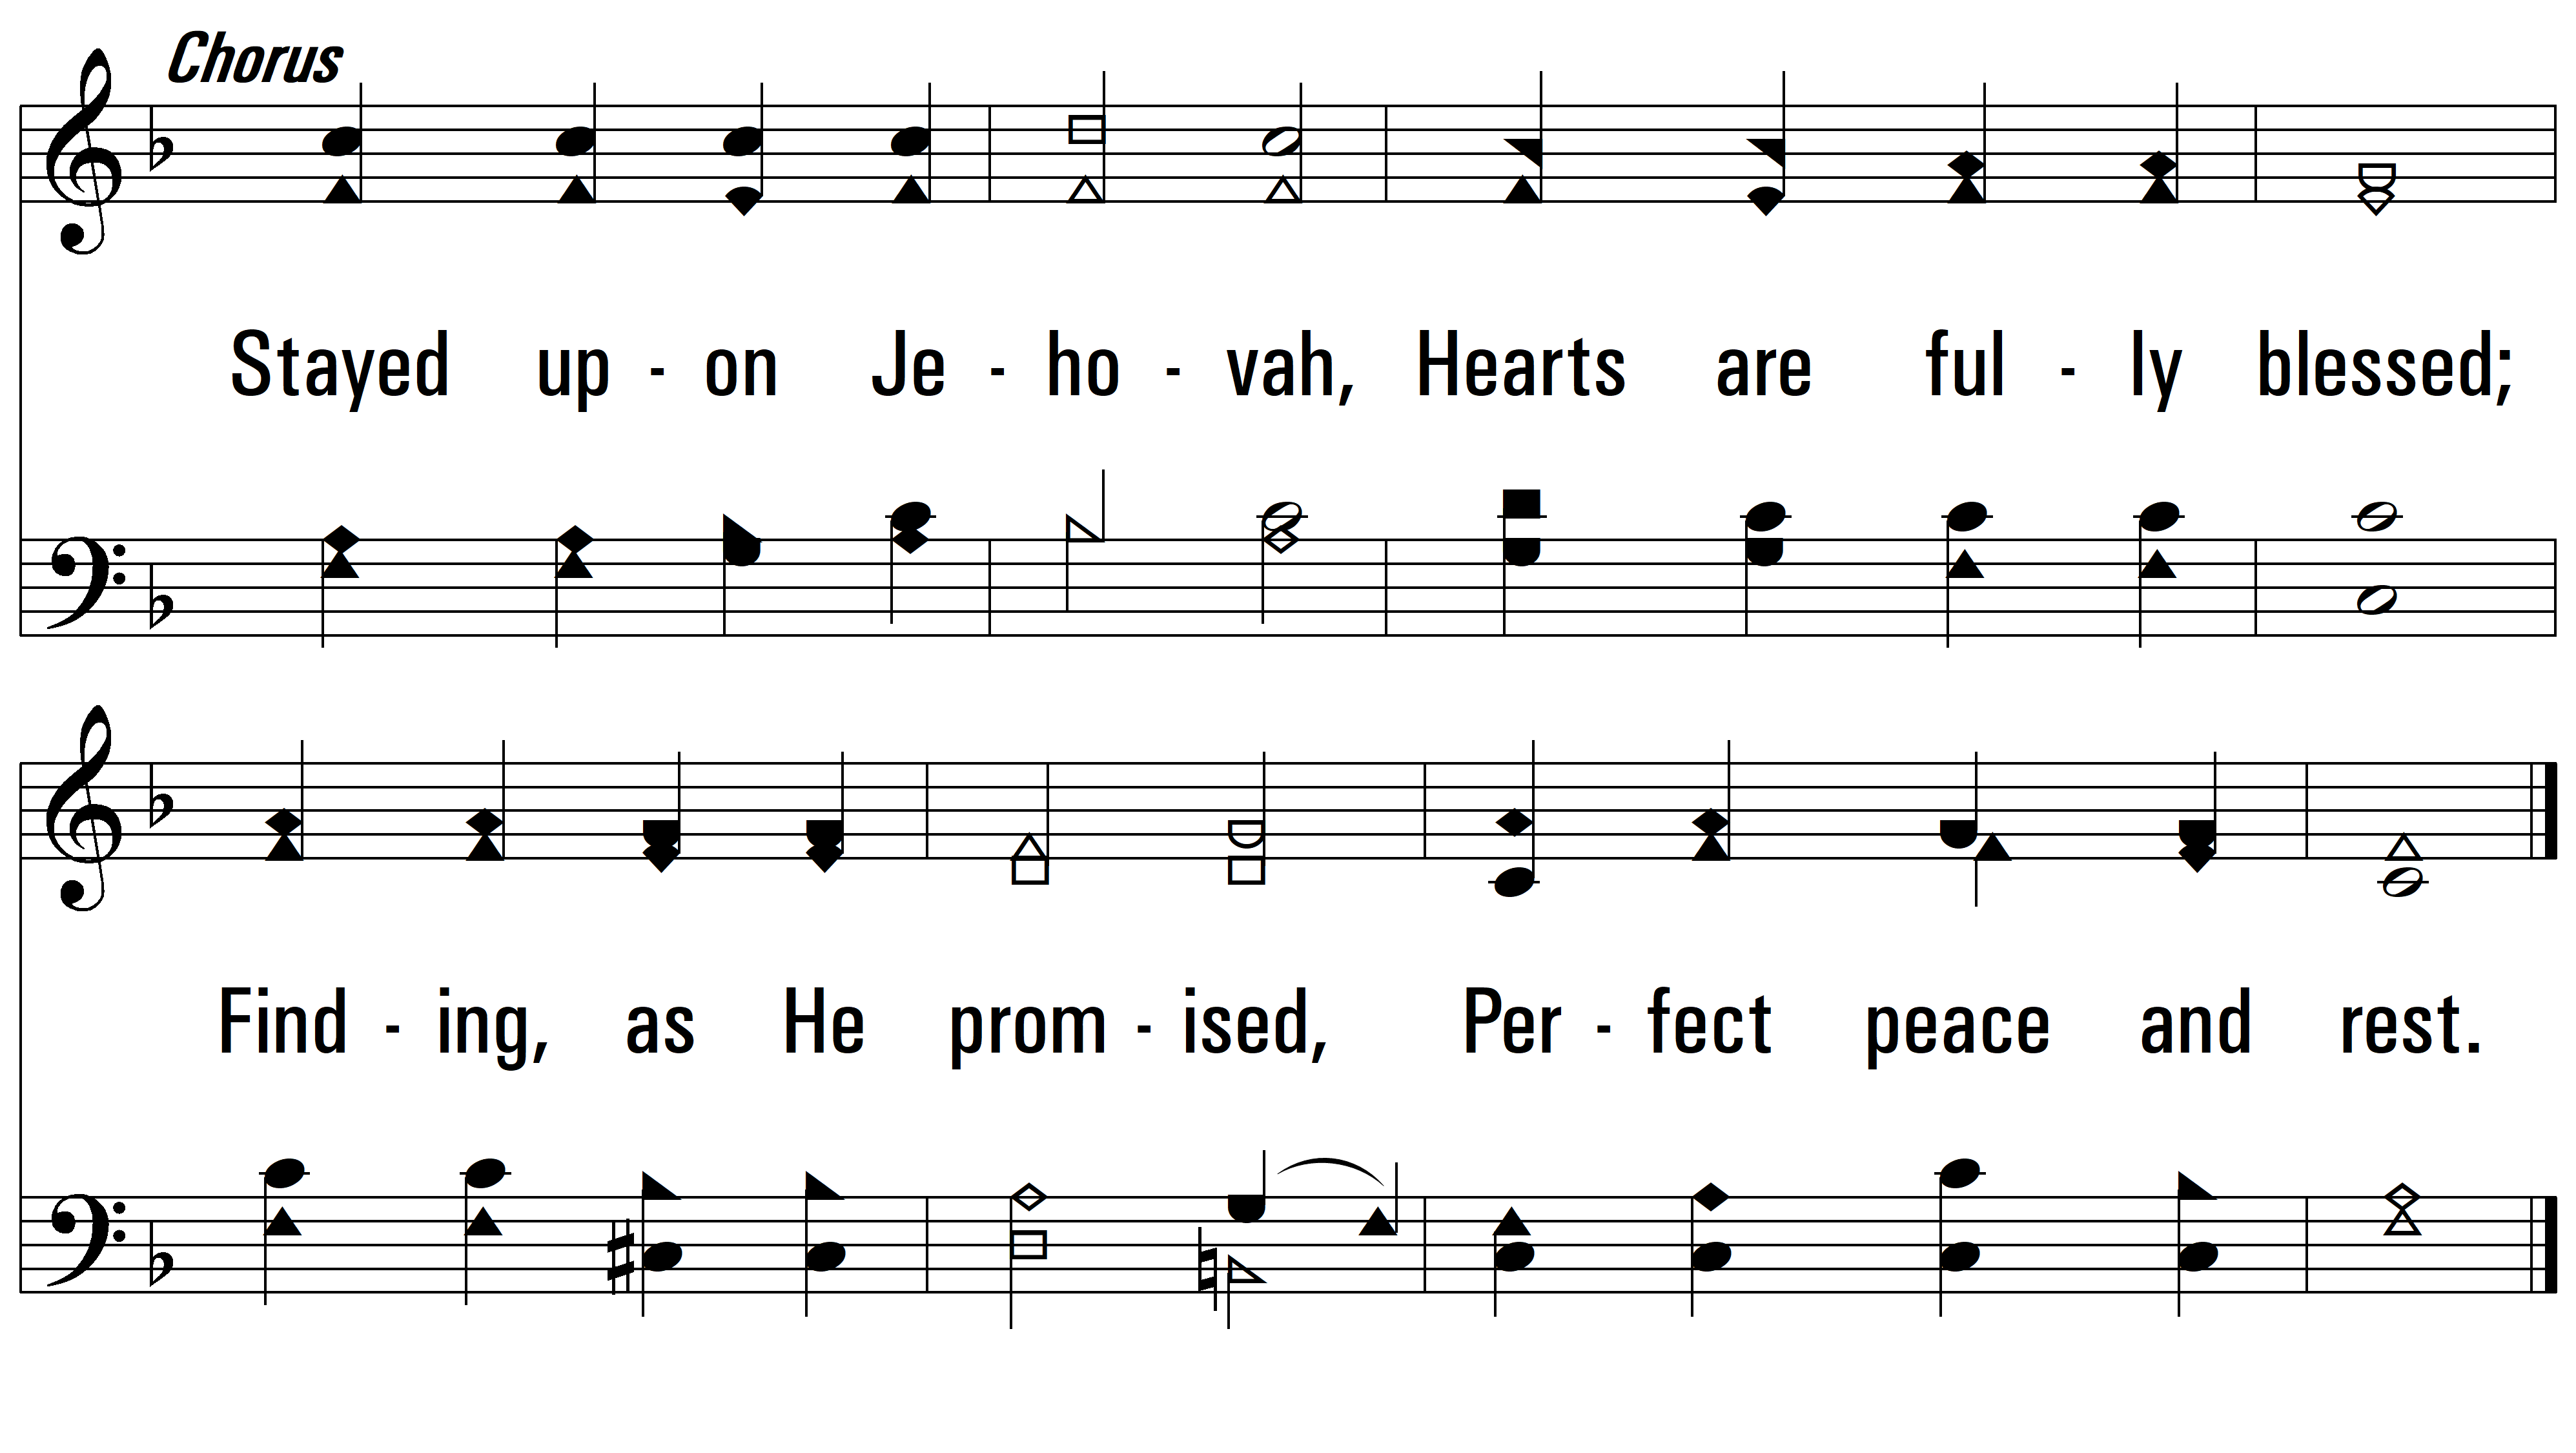 Chorus
Stayed up - on Je - ho - vah, Hearts are ful - ly blessed;
Find - ing, as He prom - ised, Per - fect peace and rest.